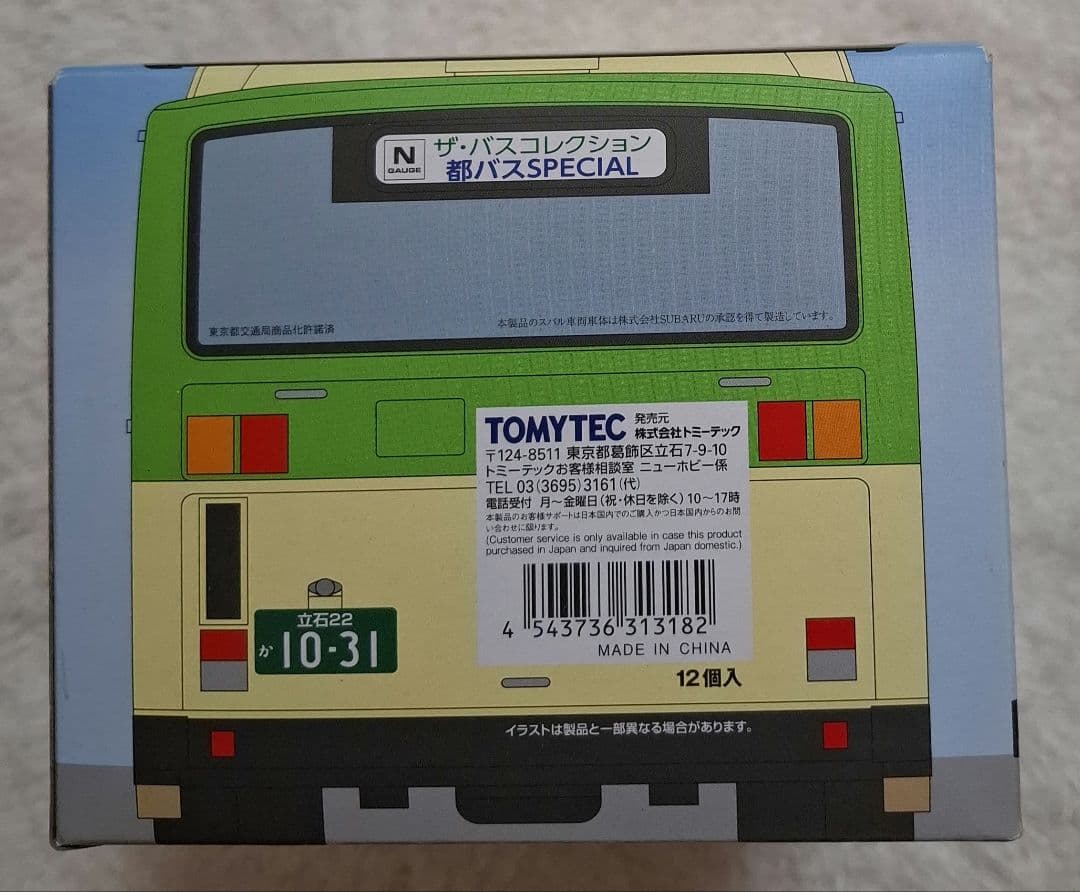 N
GAUGE
ザ・バスコレクション
都バスSPECIAL
東京都交通局商品化許諾済
本製品のスバル車両車体は株式会社SUBARUの承認を得て製造しています。
TOMYTEC 発売元
株式会社トミーテック
〒124-8511 東京都葛飾区立石7-9-10
トミーテックお客様相談室 ニューホビー係
TEL 03(3695)3161(代)
電話受付 月〜金曜日(祝・休日を除く)10〜17時
本製品のお客様サポートは日本国内でのご購入かつ日本国内からのお問
い合わせに限ります。
(Customer service is only available in case this product
purchased in Japan and inquired from Japan domestic.)
4 543736 313182
MADE IN CHINA
12個入
立石22
か 10-31
イラストは製品と一部異なる場合があります。